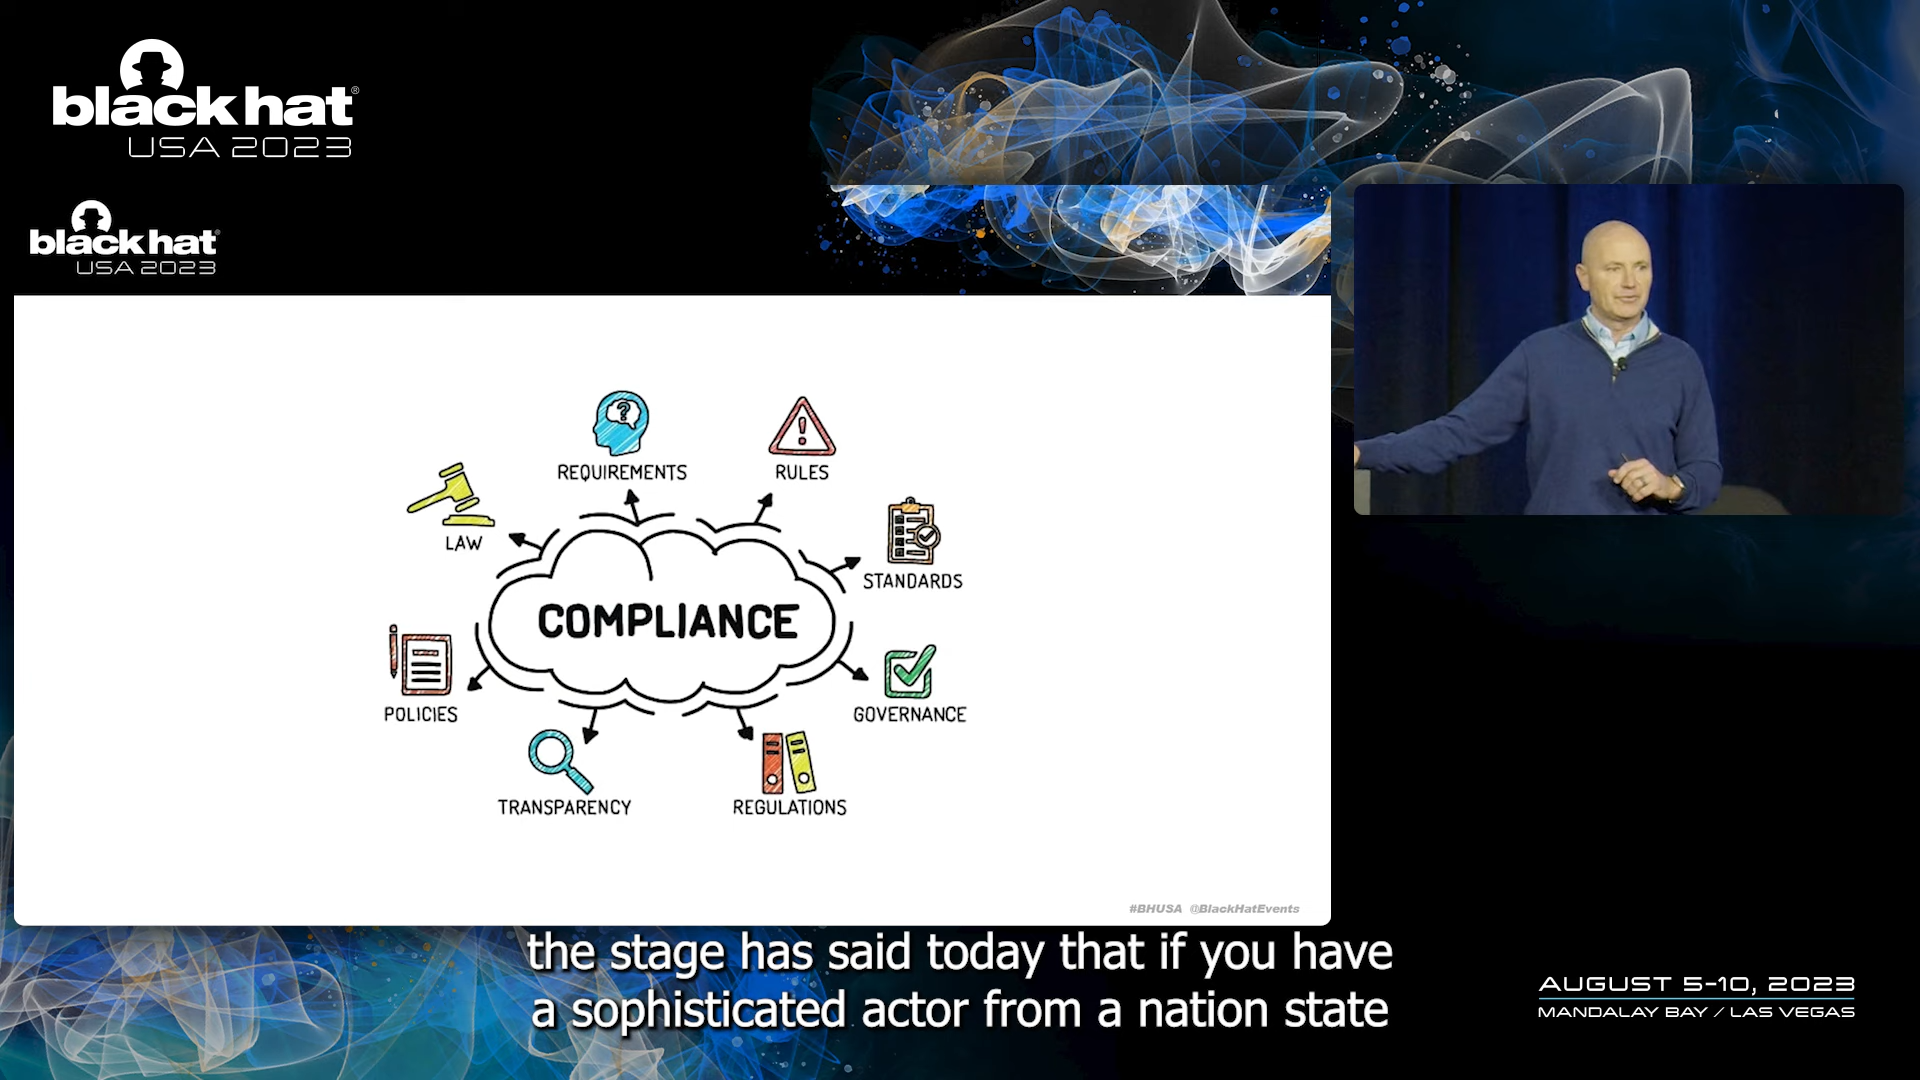 black hat®
USA 2023
black hat
USA 2023
REQUIREMENTS
RULES
LAW
STANDARDS
COMPLIANCE
POLICIES
GOVERNANCE
TRANSPARENCY
REGULATIONS
#BHUSA @BlackHatEvents
the stage has said today that if you have
a sophisticated actor from a nation state
AUGUST 5-10, 2023
MANDALAY BAY / LAS VEGAS